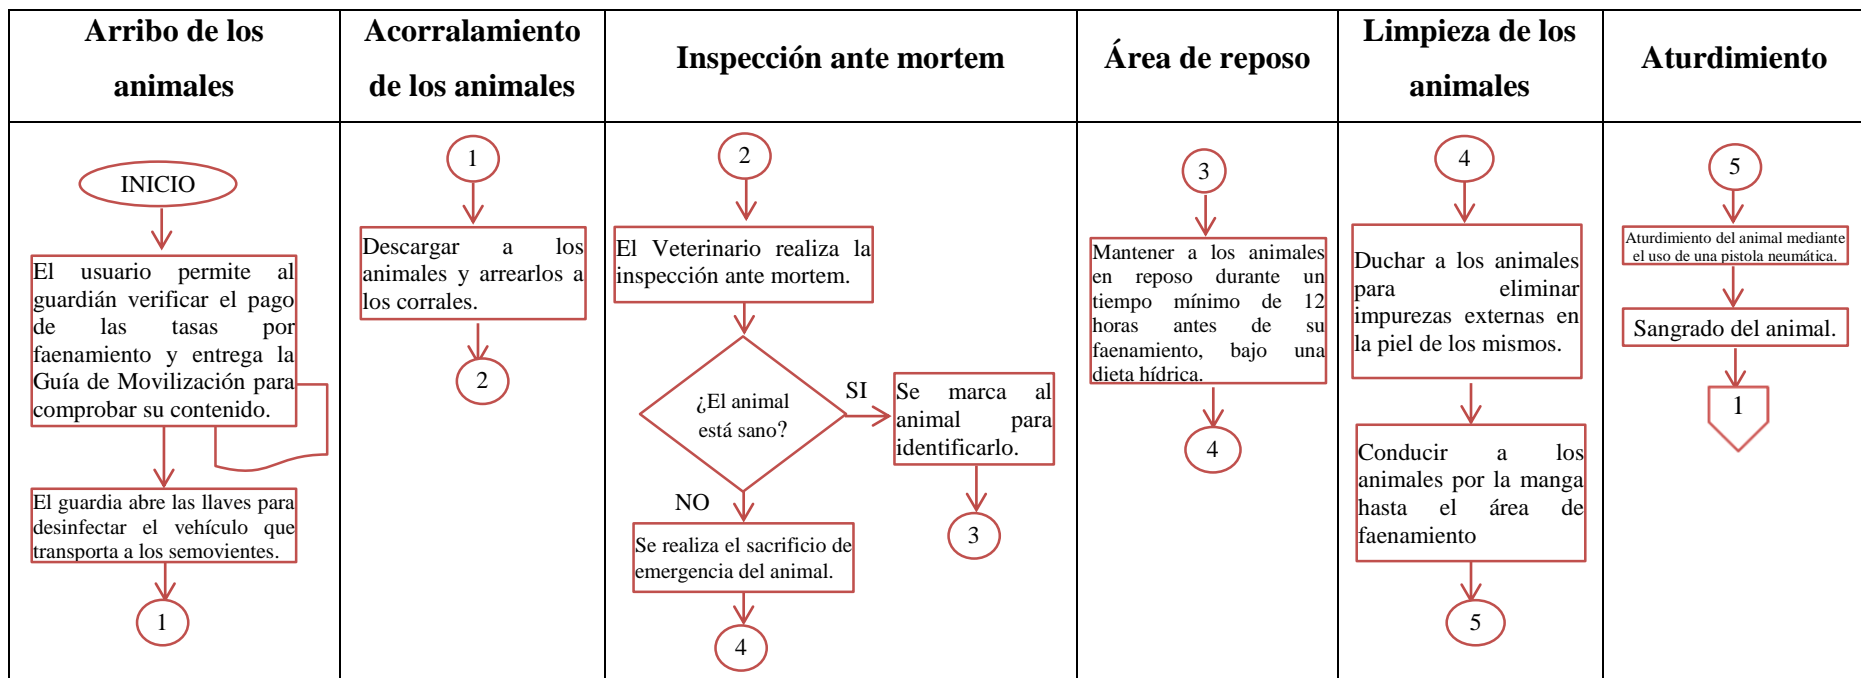 Arribo de los
animales
Acorralamiento
de los animales
Inspección ante mortem
Área de reposo
Limpieza de los
animales
Aturdimiento
INICIO
El usuario permite al
guardián verificar el pago
de las tasas por
faenamiento y entrega la
Guía de Movilización para
comprobar su contenido.
El guardia abre las llaves para
desinfectar el vehículo que
transporta a los semovientes.
1
1
Descargar a los
animales y arrearlos a
los corrales.
2
2
El Veterinario realiza la
inspección ante mortem.
¿El animal
está sano?
SI
Se marca al
animal para
identificarlo.
3
NO
Se realiza el sacrificio de
emergencia del animal.
4
3
Mantener a los animales
en reposo durante un
tiempo mínimo de 12
horas antes de su
faenamiento, bajo una
dieta hídrica.
4
4
Duchar a los animales
para eliminar
impurezas externas en
la piel de los mismos.
Conducir a los
animales por la manga
hasta el área de
faenamiento
5
5
Aturdimiento del animal mediante
el uso de una pistola neumática.
Sangrado del animal.
1